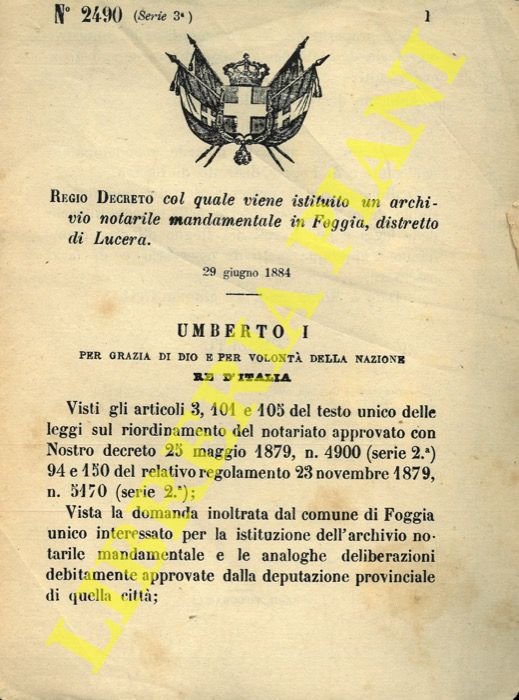 N° 2490 (Serie 3ª) 1
REGIO DECRETO col quale viene istituito un archi-
vio notarile mandamentale in Foggia, distretto
di Lucera.
29 giugno 1884
UMBERTO I
PER GRAZIA DI DIO E PER VOLONTÀ DELLA NAZIONE
RE D'ITALIA
Visti gli articoli 3, 101 e 105 del testo unico delle
leggi sul riordinamento del notariato approvato con
Nostro decreto 25 maggio 1879, n. 4900 (serie 2.ª)
94 e 150 del relativo regolamento 23 novembre 1879,
n. 5170 (serie 2.ª);
Vista la domanda inoltrata dal comune di Foggia
unico interessato per la istituzione dell'archivio no-
tarile mandamentale e le analoghe deliberazioni
debitamente approvate dalla deputazione provinciale
di quella città;
LIBRERIA PIANI